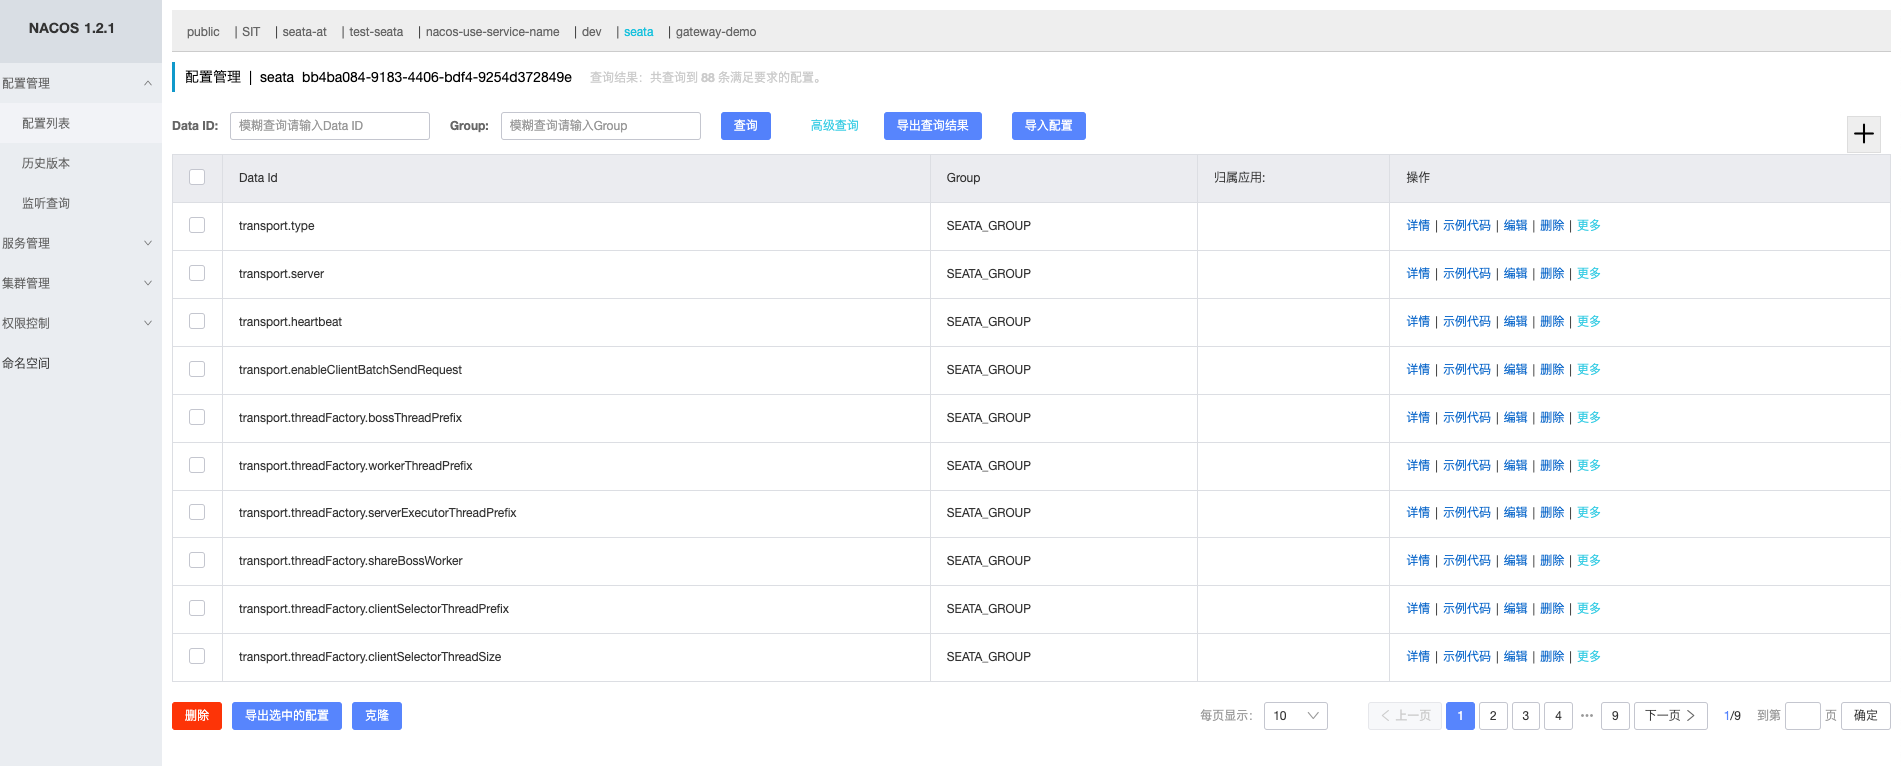 NACOS 1.2.1
配置管理
配置列表
历史版本
监听查询
服务管理
集群管理
权限控制
命名空间
public | SIT | seata-at | test-seata | nacos-use-service-name | dev | seata | gateway-demo
配置管理 | seata bb4ba084-9183-4406-bdf4-9254d372849e 查询结果：共查询到 88 条满足要求的配置。
Data ID: 模糊查询请输入Data ID Group: 模糊查询请输入Group 查询 高级查询 导出查询结果 导入配置
Data Id Group 归属应用: 操作
transport.type SEATA_GROUP 详情 | 示例代码 | 编辑 | 删除 | 更多
transport.server SEATA_GROUP 详情 | 示例代码 | 编辑 | 删除 | 更多
transport.heartbeat SEATA_GROUP 详情 | 示例代码 | 编辑 | 删除 | 更多
transport.enableClientBatchSendRequest SEATA_GROUP 详情 | 示例代码 | 编辑 | 删除 | 更多
transport.threadFactory.bossThreadPrefix SEATA_GROUP 详情 | 示例代码 | 编辑 | 删除 | 更多
transport.threadFactory.workerThreadPrefix SEATA_GROUP 详情 | 示例代码 | 编辑 | 删除 | 更多
transport.threadFactory.serverExecutorThreadPrefix SEATA_GROUP 详情 | 示例代码 | 编辑 | 删除 | 更多
transport.threadFactory.shareBossWorker SEATA_GROUP 详情 | 示例代码 | 编辑 | 删除 | 更多
transport.threadFactory.clientSelectorThreadPrefix SEATA_GROUP 详情 | 示例代码 | 编辑 | 删除 | 更多
transport.threadFactory.clientSelectorThreadSize SEATA_GROUP 详情 | 示例代码 | 编辑 | 删除 | 更多
删除 导出选中的配置 克隆 每页显示： 10 上一页 1 2 3 4 ••• 9 下一页 1/9 到第 页 确定